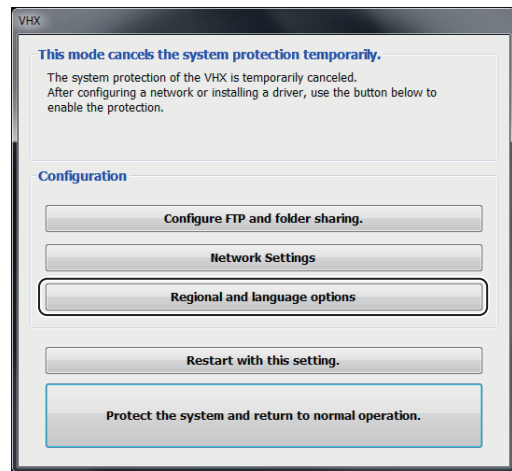 VHX
This mode cancels the system protection temporarily.
The system protection of the VHX is temporarily canceled.
After configuring a network or installing a driver, use the button below to
enable the protection.
Configuration
Configure FTP and folder sharing.
Network Settings
Regional and language options
Restart with this setting.
Protect the system and return to normal operation.